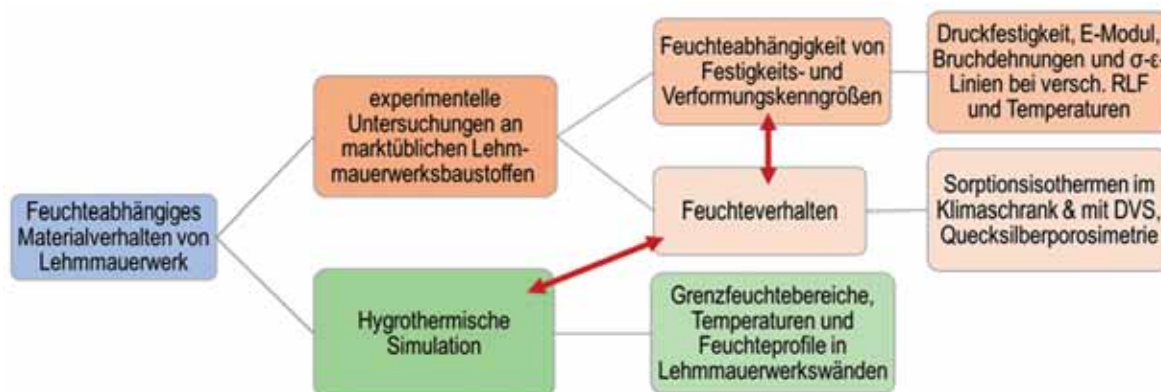 Feuchteabhängiges
Materialverhalten von
Lehmmauerwerk
experimentelle
Untersuchungen an
marktüblichen Lehm-
mauerwerksbaustoffen
Feuchteabhängigkeit von
Festigkeits- und
Verformungskenngrößen
Druckfestigkeit, E-Modul,
Bruchdehnungen und σ-ε-
Linien bei versch. RLF
und Temperaturen
Feuchteverhalten
Sorptionsisothermen im
Klimaschrank & mit DVS,
Quecksilberporosimetrie
Hygrothermische
Simulation
Grenzfeuchtebereiche,
Temperaturen und
Feuchteprofile in
Lehmmauerwerkswänden